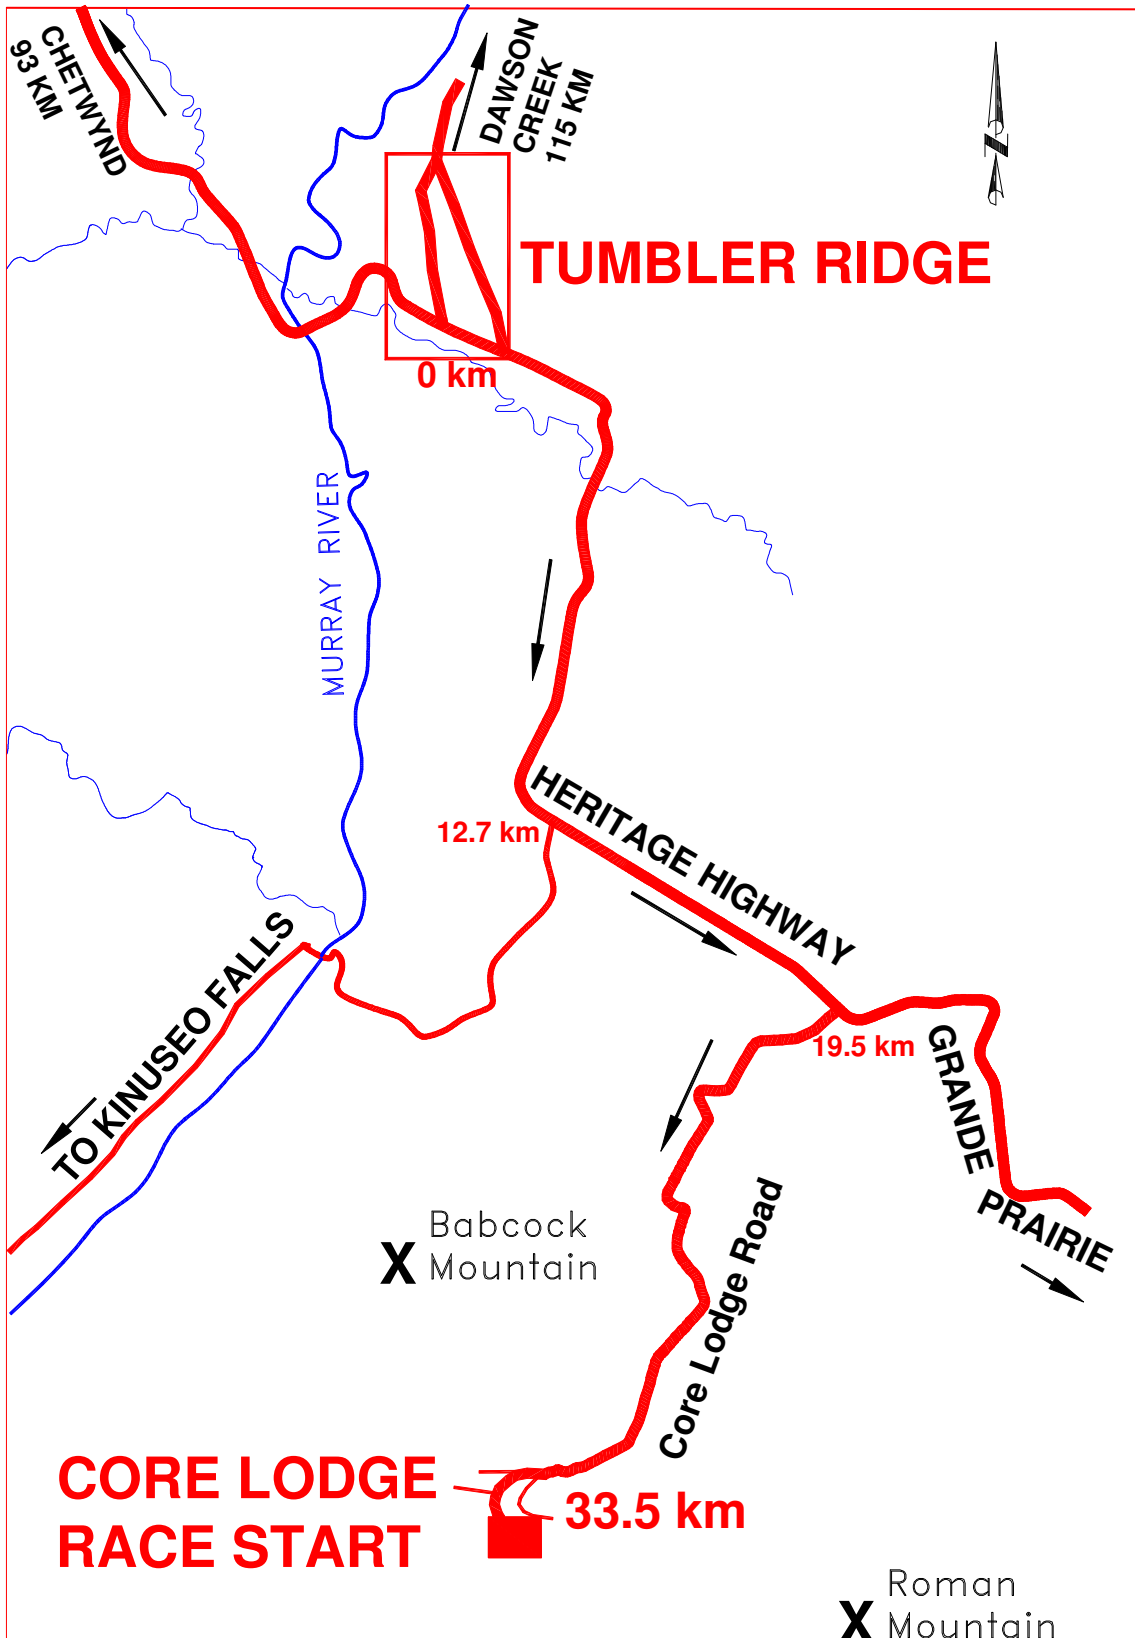 CHETWYND
93 KM
DAWSON
CREEK
115 KM
N
TUMBLER RIDGE
0 km
MURRAY RIVER
HERITAGE HIGHWAY
12.7 km
TO KINUSEO FALLS
19.5 km
GRANDE
PRAIRIE
Babcock
X Mountain
Core Lodge Road
CORE LODGE
RACE START
33.5 km
Roman
X Mountain